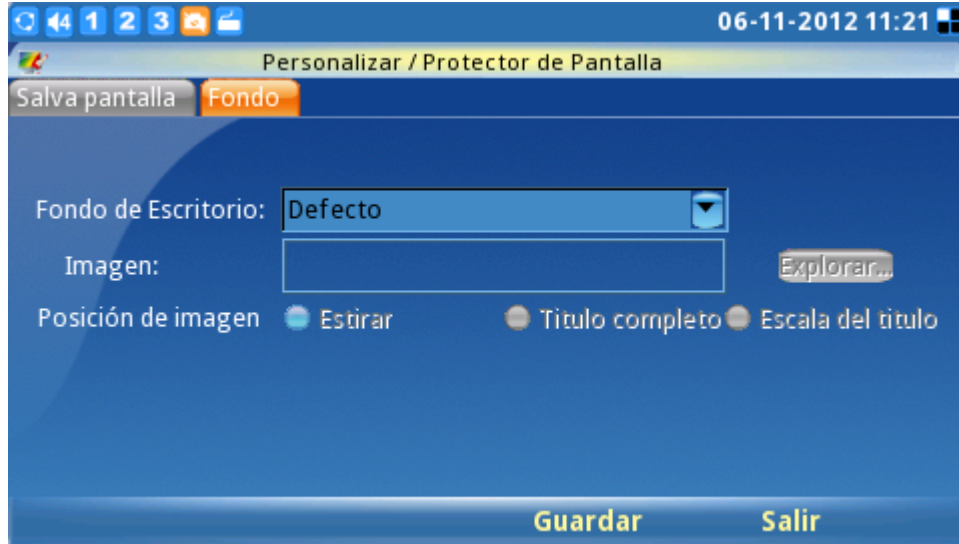 4 1 2 3 06-11-2012 11:21
Personalizar / Protector de Pantalla
Salva pantalla Fondo
Fondo de Escritorio: Defecto
Imagen: Explorar...
Posición de imagen Estirar Titulo completo Escala del titulo
Guardar Salir